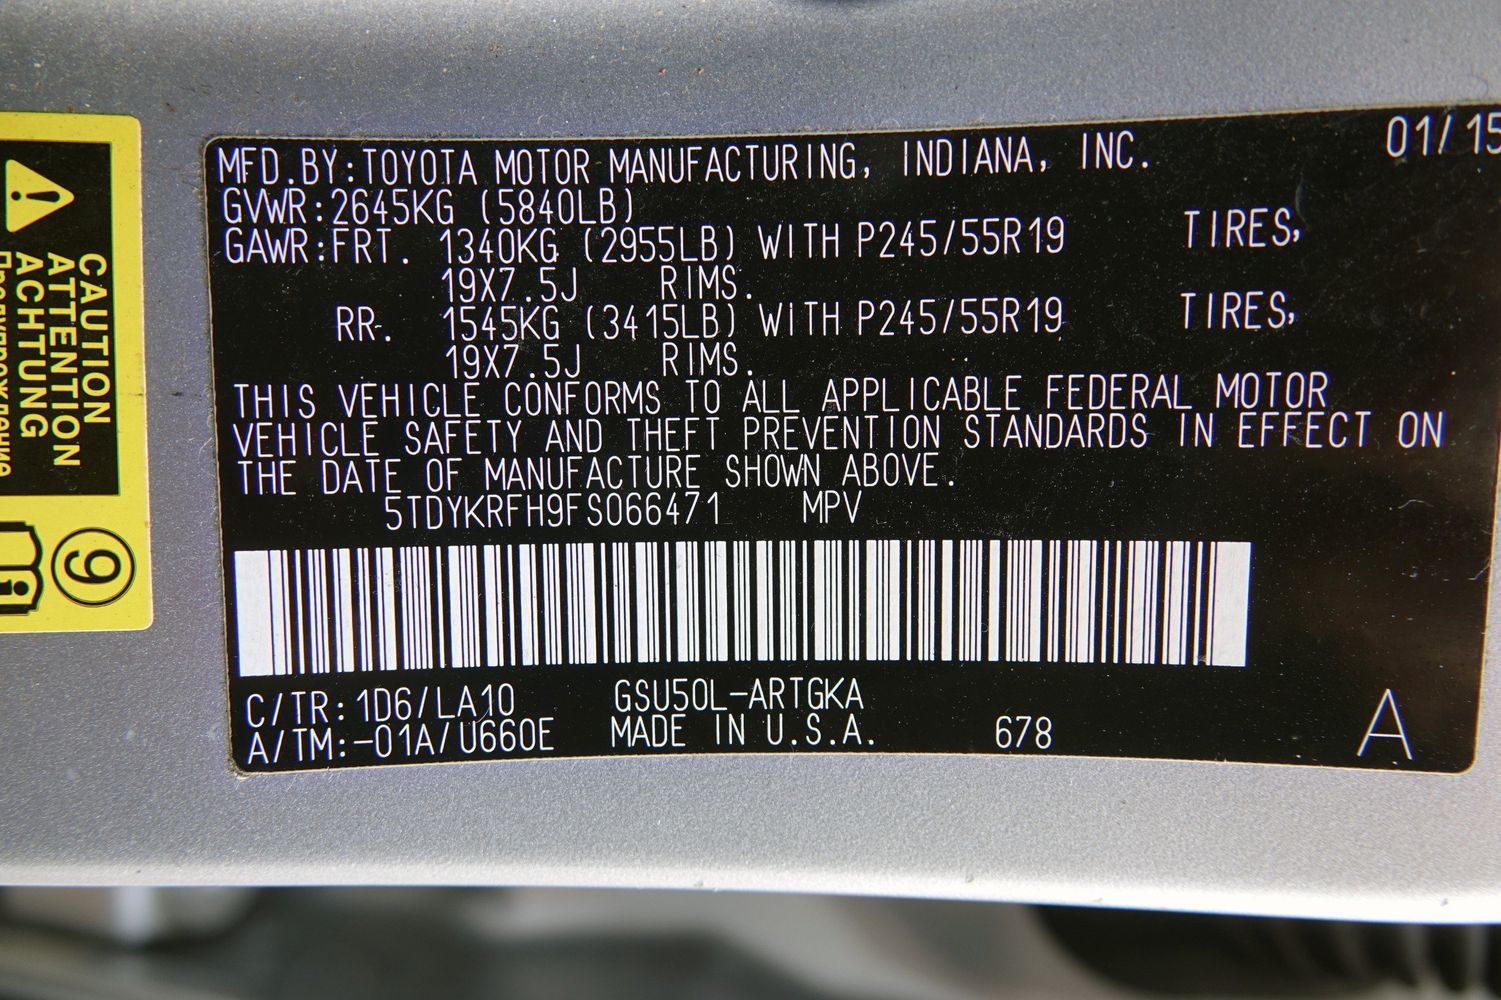 MFD.BY:TOYOTA MOTOR MANUFACTURING, INDIANA, INC. 01/15
GVWR:2645KG (5840LB)
GAWR:FRT. 1340KG (2955LB) WITH P245/55R19 TIRES,
19X7.5J RIMS.
RR. 1545KG (3415LB) WITH P245/55R19 TIRES,
19X7.5J RIMS.
THIS VEHICLE CONFORMS TO ALL APPLICABLE FEDERAL MOTOR
VEHICLE SAFETY AND THEFT PREVENTION STANDARDS IN EFFECT ON
THE DATE OF MANUFACTURE SHOWN ABOVE.
5TDYKRFH9FS066471 MPV
C/TR:1D6/LA10 GSU50L-ARTGKA
A/TM:-01A/U660E MADE IN U.S.A. 678 A
CAUTION
ATTENTION
ACHTUNG
9